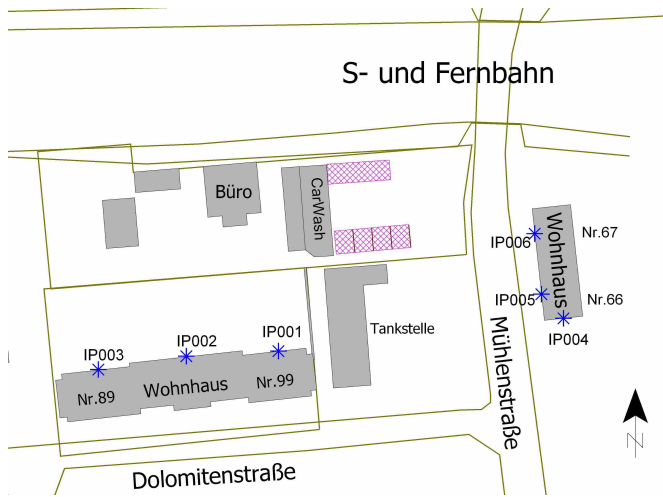 S- und Fernbahn
Büro
CarWash
Wohnhaus
Nr.67
IP006
IP005
Nr.66
IP004
Tankstelle
Mühlenstraße
IP001
IP002
IP003
Wohnhaus
Nr.99
Nr.89
Dolomitenstraße
N